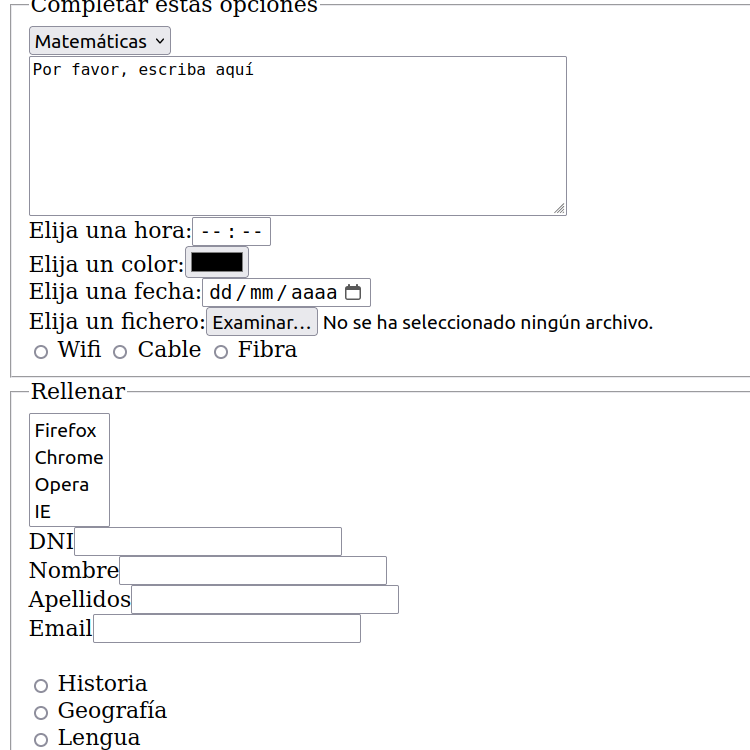 Completar estas opciones
Matemáticas
Por favor, escriba aquí
Elija una hora: -- : --
Elija un color:
Elija una fecha: dd / mm / aaaa
Elija un fichero: Examinar... No se ha seleccionado ningún archivo.
Wifi Cable Fibra
Rellenar
Firefox
Chrome
Opera
IE
DNI
Nombre
Apellidos
Email
Historia
Geografía
Lengua